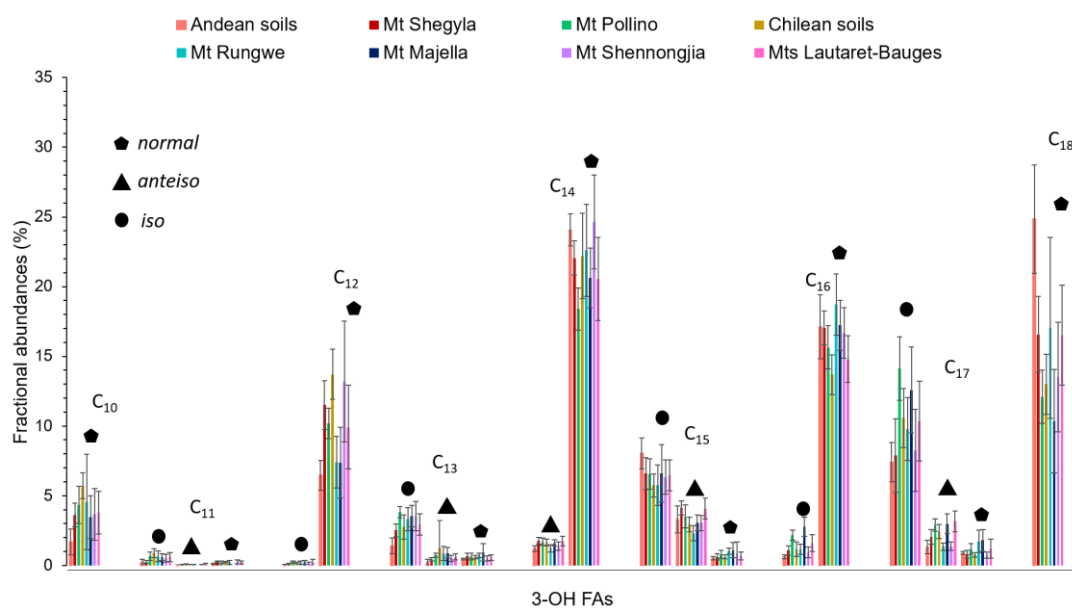 Andean soils Mt Shegyla Mt Pollino Chilean soils
Mt Rungwe Mt Majella Mt Shennongjia Mts Lautaret-Bauges
Fractional abundances (%)
35
30
25
20
15
10
5
0
normal
anteiso
iso
C10
C11
C12
C13
C14
C15
C16
C17
C18
3-OH FAs